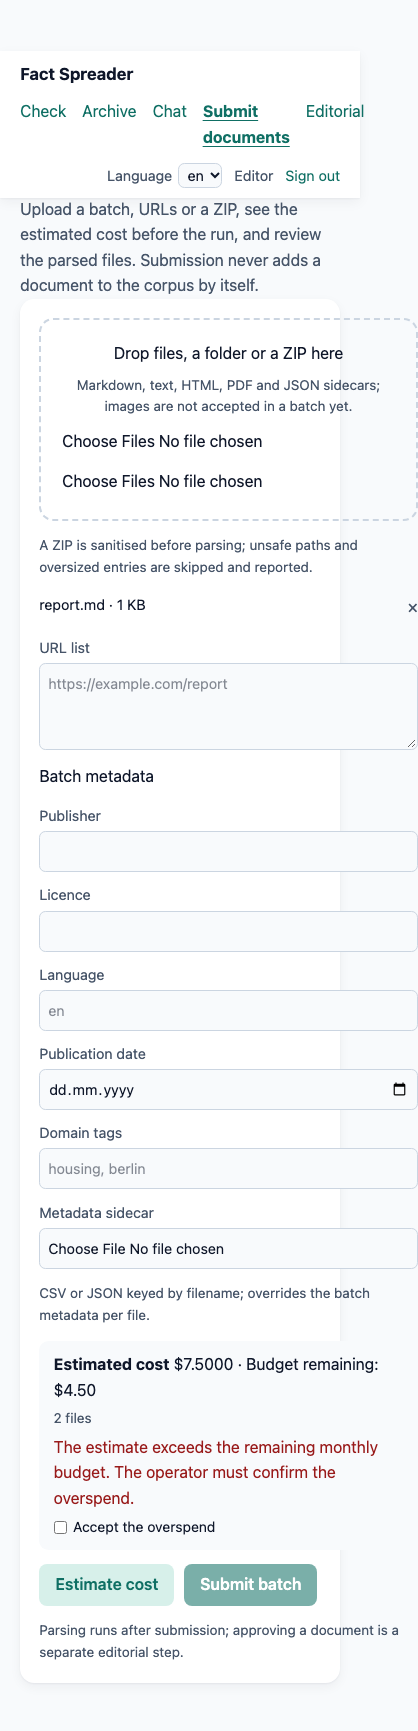 Fact Spreader
Check Archive Chat Submit documents Editorial
Language en Editor Sign out
Upload a batch, URLs or a ZIP, see the
estimated cost before the run, and review
the parsed files. Submission never adds a
document to the corpus by itself.
Drop files, a folder or a ZIP here
Markdown, text, HTML, PDF and JSON sidecars;
images are not accepted in a batch yet.
Choose Files No file chosen
Choose Files No file chosen
A ZIP is sanitised before parsing; unsafe paths and
oversized entries are skipped and reported.
report.md · 1 KB ×
URL list
https://example.com/report
Batch metadata
Publisher
Licence
Language
en
Publication date
dd.mm.yyyy
Domain tags
housing, berlin
Metadata sidecar
Choose File No file chosen
CSV or JSON keyed by filename; overrides the batch
metadata per file.
Estimated cost $7.5000 · Budget remaining:
$4.50
2 files
The estimate exceeds the remaining monthly
budget. The operator must confirm the
overspend.
Accept the overspend
Estimate cost Submit batch
Parsing runs after submission; approving a document is a
separate editorial step.